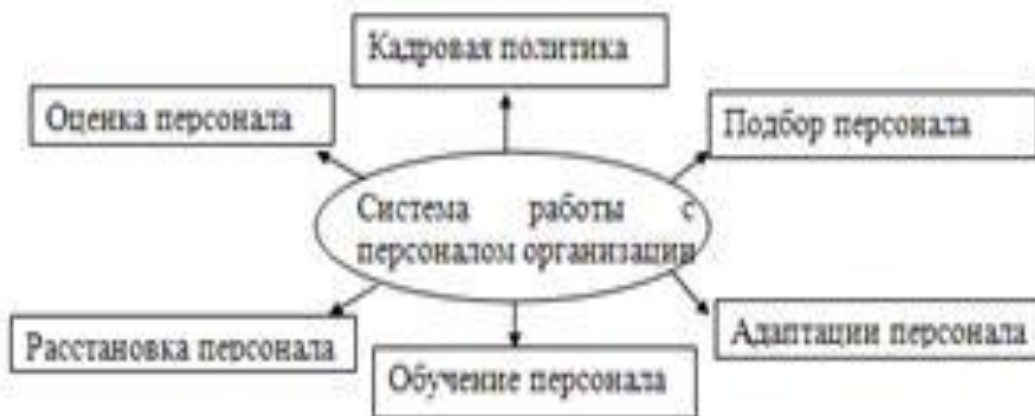 Кадровая политика
Оценка персонала
Подбор персонала
Система работы с
персоналом организации
Расстановка персонала
Обучение персонала
Адаптации персонала